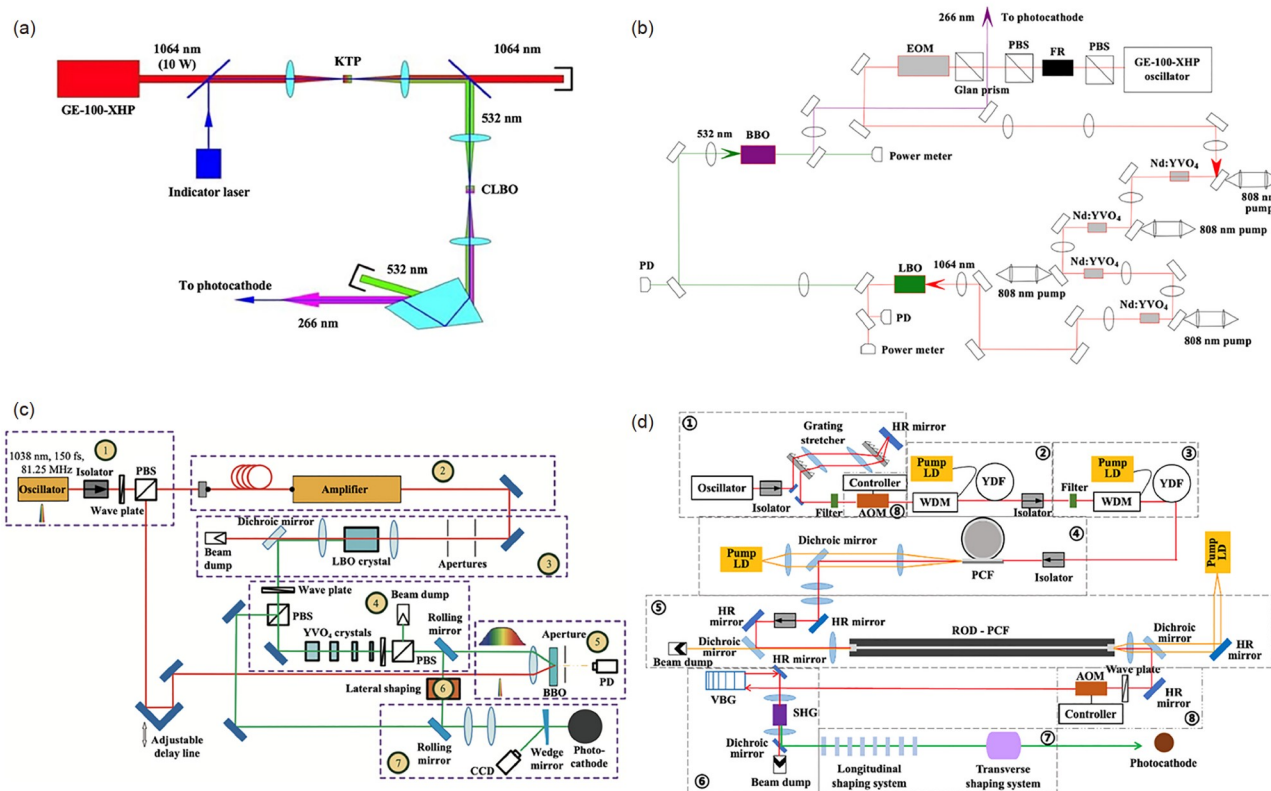 (a)
1064 nm
(10 W)
KTP
1064 nm
GE-100-XHP
532 nm
Indicator laser
CLBO
532 nm
To photocathode
266 nm
(b)
266 nm
To photocathode
EOM
PBS
FR
PBS
GE-100-XHP
oscillator
Glan prism
532 nm
BBO
Power meter
Nd:YVO4
808 nm
pump
Nd:YVO4
808 nm pump
Nd:YVO4
PD
LBO
1064 nm
808 nm pump
Nd:YVO4
PD
808 nm pump
Power meter
(c)
1038 nm, 150 fs,
81.25 MHz
1
Isolator
PBS
Oscillator
Wave plate
2
Amplifier
Dichroic mirror
Beam
dump
LBO crystal
Apertures
3
Wave plate
4
Beam dump
PBS
Rolling
mirror
YVO4 crystals
PBS
Aperture
5
BBO
PD
Lateral shaping
6
Adjustable
delay line
7
Rolling
mirror
CCD
Wedge
mirror
Photo-
cathode
(d)
①
HR mirror
Grating
stretcher
Oscillator
Isolator
Controller
Filter
AOM
⑧
②
Pump
LD
WDM
YDF
Isolator
③
Pump
LD
Filter
WDM
YDF
④
Pump
LD
Dichroic mirror
PCF
Isolator
Pump
LD
⑤
HR
mirror
HR mirror
Dichroic
mirror
Beam dump
ROD - PCF
Dichroic
mirror
HR
mirror
HR mirror
Wave plate
VBG
AOM
HR
mirror
Controller
⑧
SHG
Dichroic
mirror
⑦
Beam dump
⑥
Longitudinal
shaping system
Transverse
shaping system
Photocathode